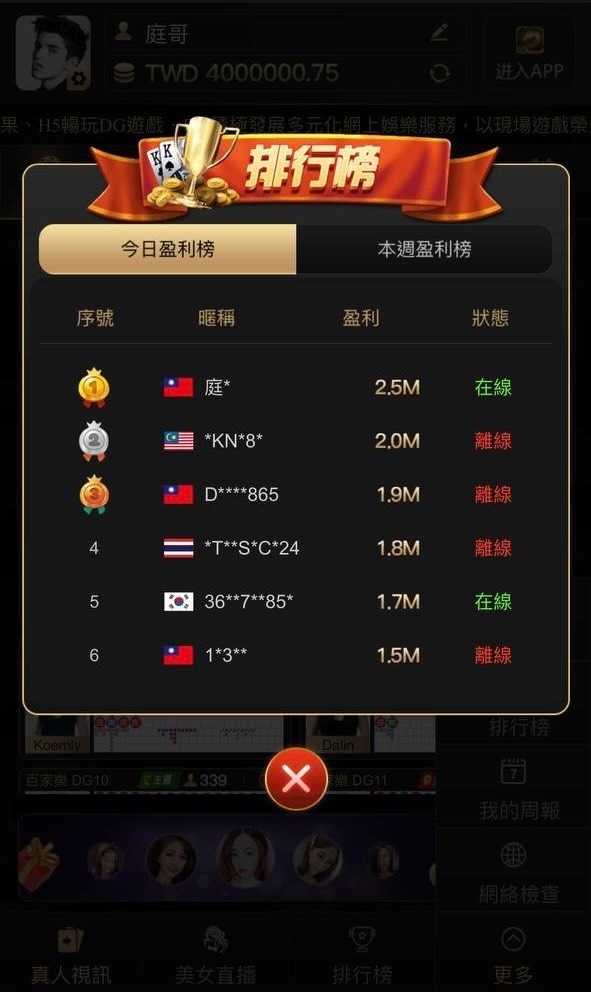 庭哥
TWD 4000000.75
進入APP
果、H5暢玩DG遊戲
極發展多元化網上娛樂服務，以現場遊戲榮
K K
排行榜
今日盈利榜
本週盈利榜
序號 暱稱 盈利 狀態
1 庭* 2.5M 在線
2 *KN*8* 2.0M 離線
3 D****865 1.9M 離線
4 *T**S*C*24 1.8M 離線
5 36**7**85* 1.7M 在線
6 1*3** 1.5M 離線
排行榜
Koemly
Dalin
百家樂 DG10
339
樂 DG11
7
我的周報
網絡檢查
真人視訊
美女直播
排行榜
更多